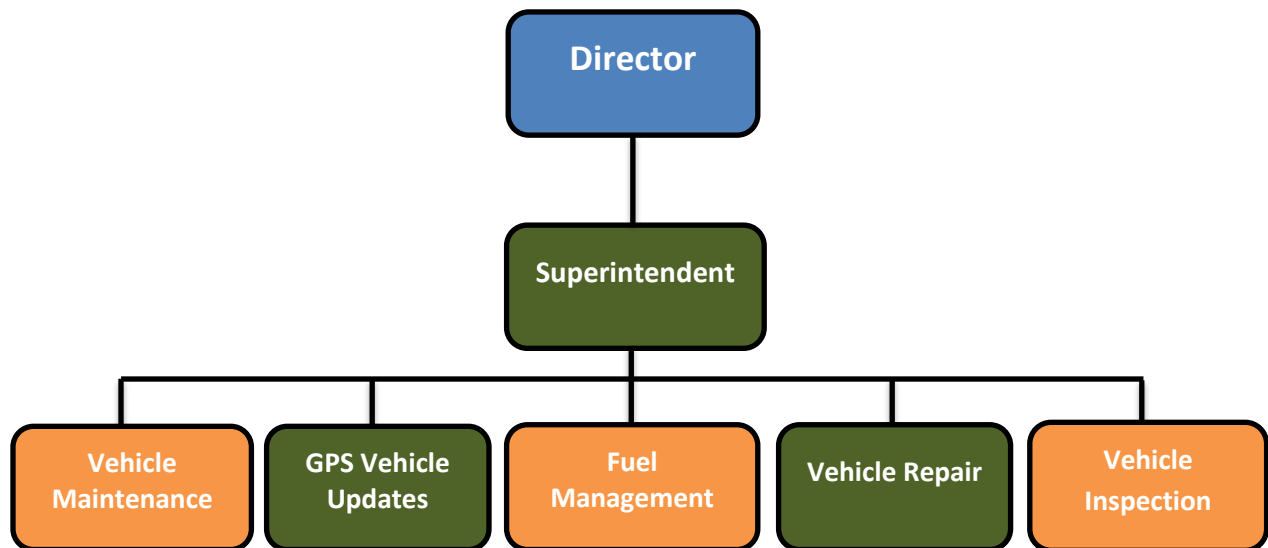 Director
Superintendent
Vehicle
Maintenance
GPS Vehicle
Updates
Fuel
Management
Vehicle Repair
Vehicle
Inspection